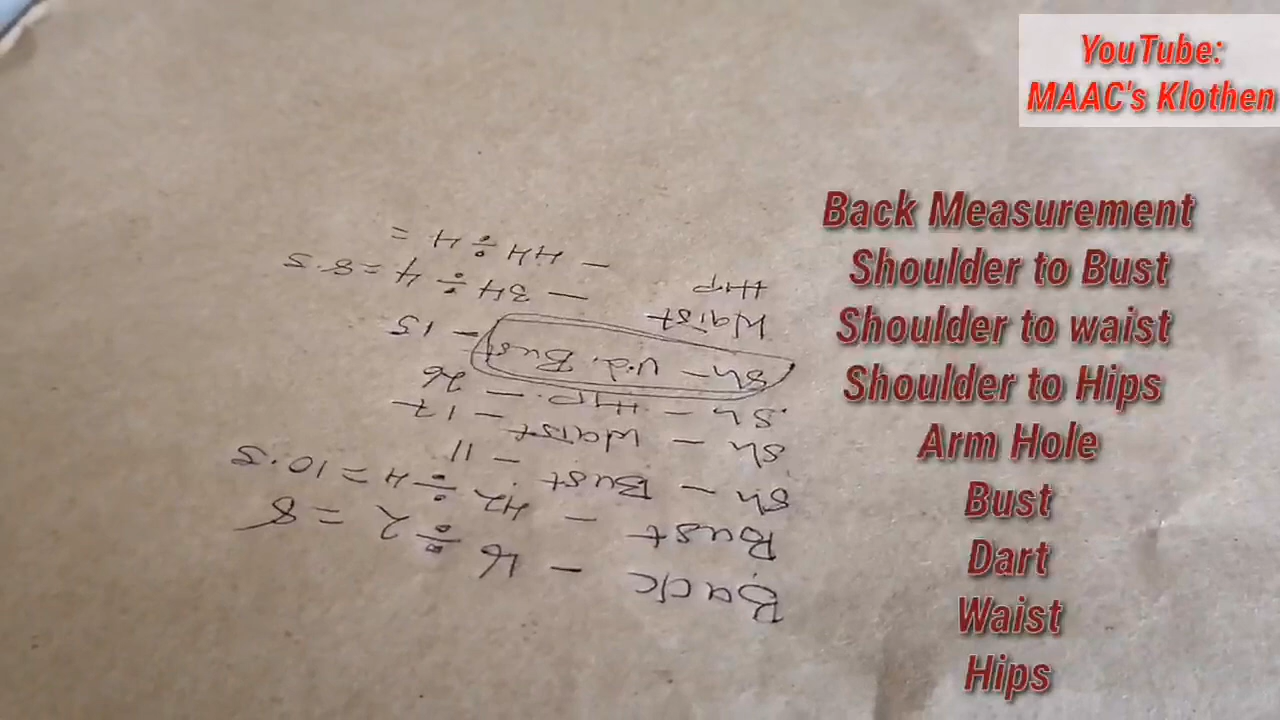 YouTube:
MAAC's Klothen
Back Measurement
Shoulder to Bust
Shoulder to waist
Shoulder to Hips
Arm Hole
Bust
Dart
Waist
Hips
Back - 16 ÷ 2 = 8
Bust - 42 ÷ 4 = 10.5
Sh - Bust - 11
Sh - Waist - 17
Sh - Hip - 26
Sh - U.d. Bust - 15
Waist - 34 ÷ 4 = 8.5
Hip - 44 ÷ 4 =